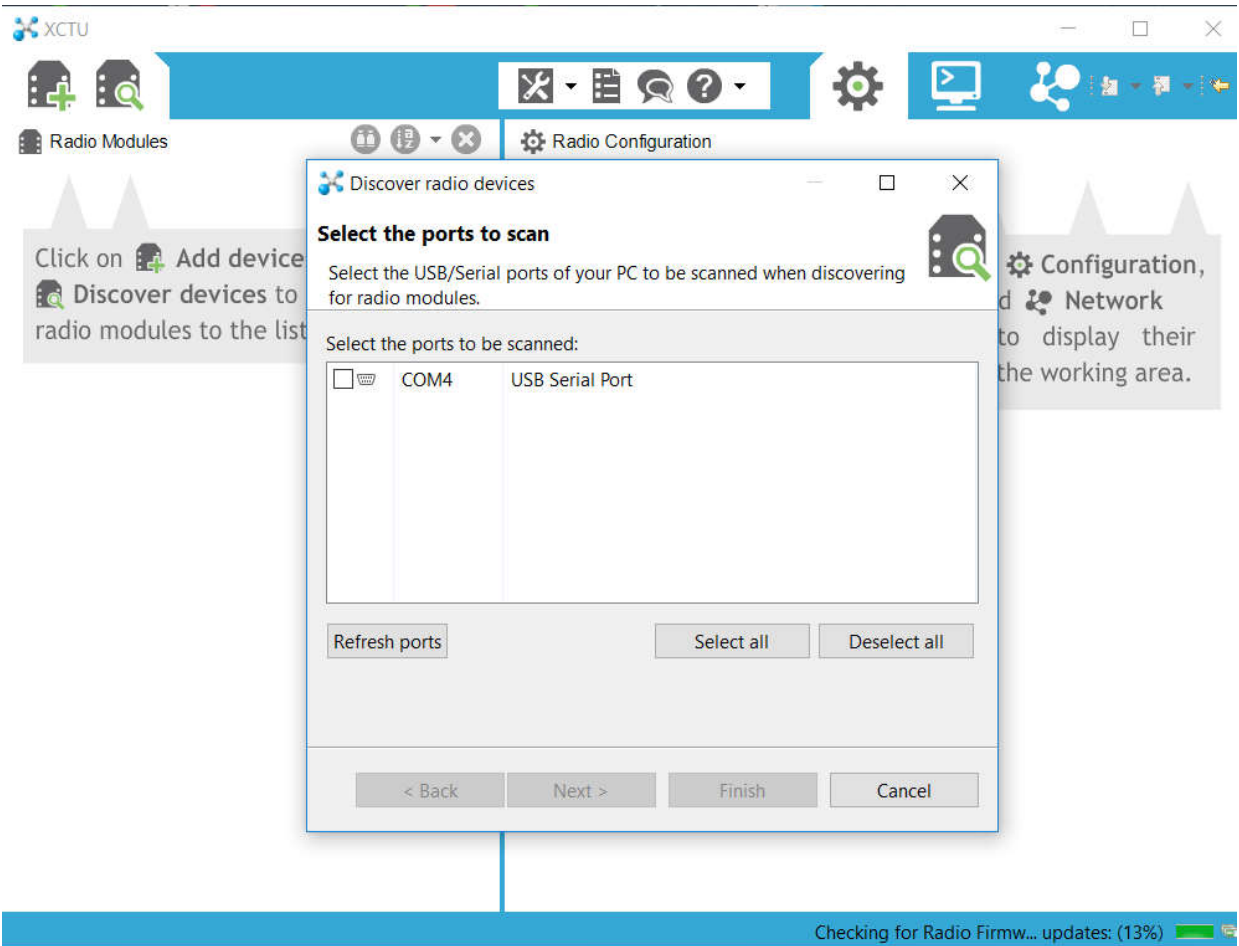 XCTU
Radio Modules
Radio Configuration
Click on Add device
Discover devices to
radio modules to the list
Discover radio devices
Select the ports to scan
Select the USB/Serial ports of your PC to be scanned when discovering
for radio modules.
Select the ports to be scanned:
COM4 USB Serial Port
Refresh ports Select all Deselect all
< Back Next > Finish Cancel
Configuration,
d Network
to display their
the working area.
Checking for Radio Firmw... updates: (13%)